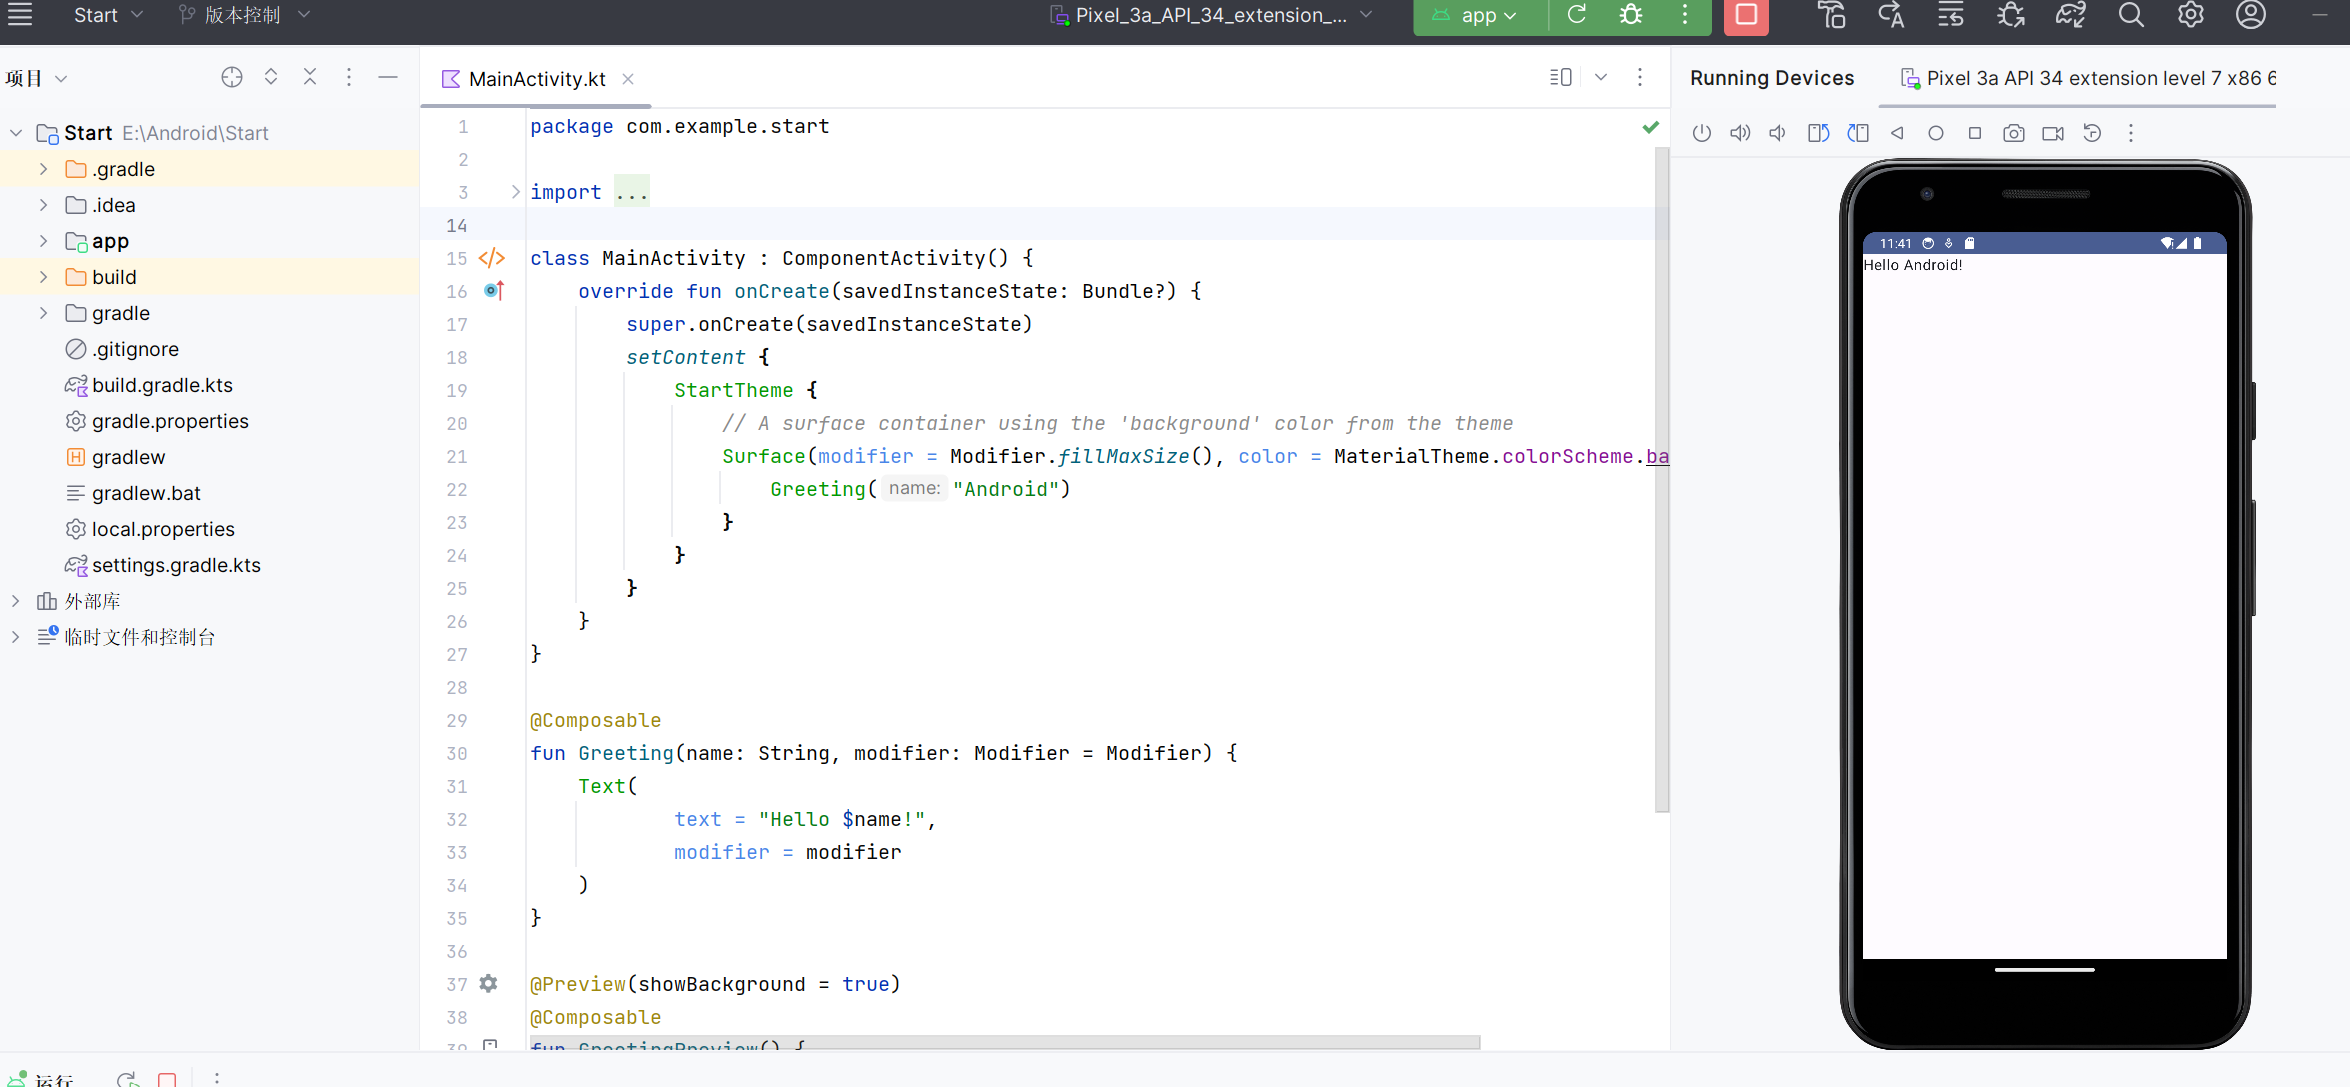 Start 版本控制 Pixel_3a_API_34_extension_... app
项目
MainActivity.kt
Running Devices Pixel 3a API 34 extension level 7 x86 6
Start E:\Android\Start
.gradle
.idea
app
build
gradle
.gitignore
build.gradle.kts
gradle.properties
gradlew
gradlew.bat
local.properties
settings.gradle.kts
外部库
临时文件和控制台
1 package com.example.start
2
3 import ...
14
15 class MainActivity : ComponentActivity() {
16 override fun onCreate(savedInstanceState: Bundle?) {
17 super.onCreate(savedInstanceState)
18 setContent {
19 StartTheme {
20 // A surface container using the 'background' color from the theme
21 Surface(modifier = Modifier.fillMaxSize(), color = MaterialTheme.colorScheme.ba
22 Greeting( name: "Android")
23 }
24 }
25 }
26 }
27 }
28
29 @Composable
30 fun Greeting(name: String, modifier: Modifier = Modifier) {
31 Text(
32 text = "Hello $name!",
33 modifier = modifier
34 )
35 }
36
37 @Preview(showBackground = true)
38 @Composable
39 fun GreetingPreview() {
11:41
Hello Android!
运行